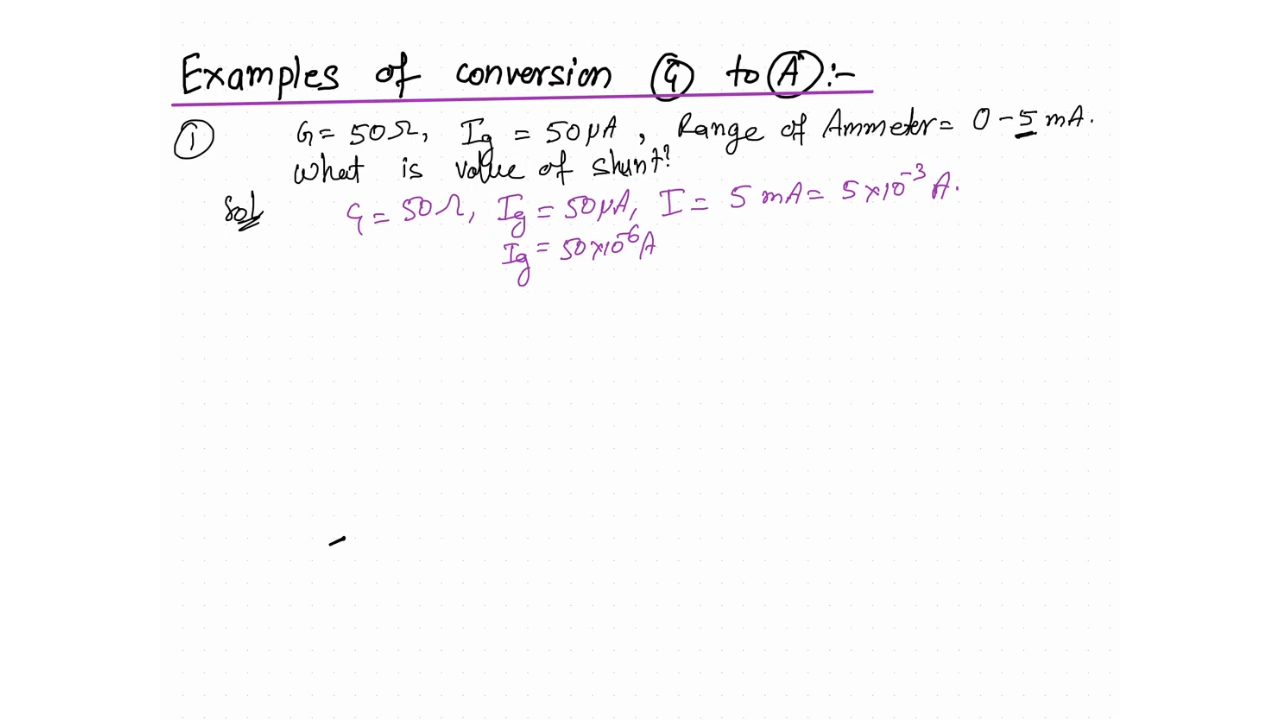 Examples of conversion G to A :-
① G = 50Ω, Ig = 50μA , Range of Ammeter = 0 - 5 mA.
What is value of shunt?
Sol G = 50Ω, Ig = 50μA, I = 5 mA = 5×10⁻³ A.
Ig = 50×10⁻⁶A